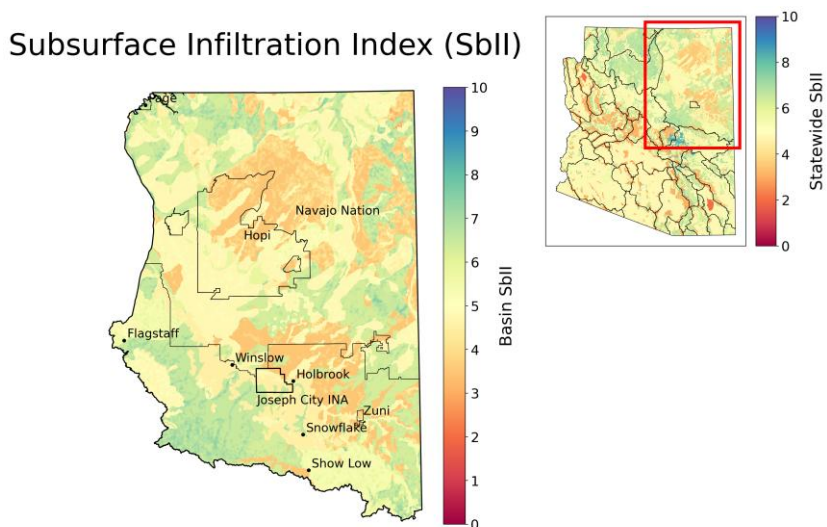 Subsurface Infiltration Index (SbII)
Page
Navajo Nation
Hopi
Flagstaff
Winslow
Holbrook
Joseph City INA
Zuni
Snowflake
Show Low
10
9
8
7
6
5
4
3
2
1
0
Basin SbII
10
8
6
4
2
0
Statewide SbII